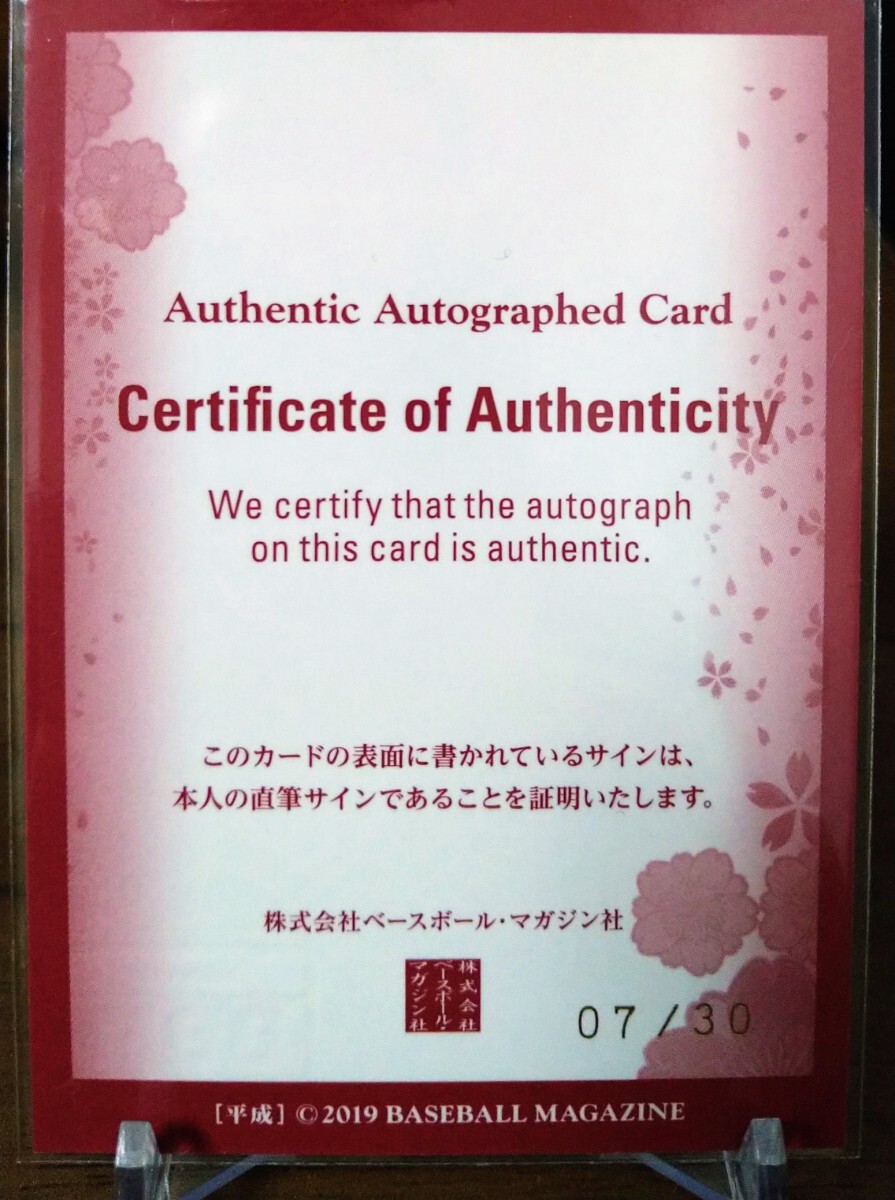 Authentic Autographed Card
Certificate of Authenticity
We certify that the autograph
on this card is authentic.
このカードの表面に書かれているサインは、
本人の直筆サインであることを証明いたします。
株式会社ベースボール・マガジン社
株式会社
ベースボール・
マガジン社
07/30
[平成] © 2019 BASEBALL MAGAZINE